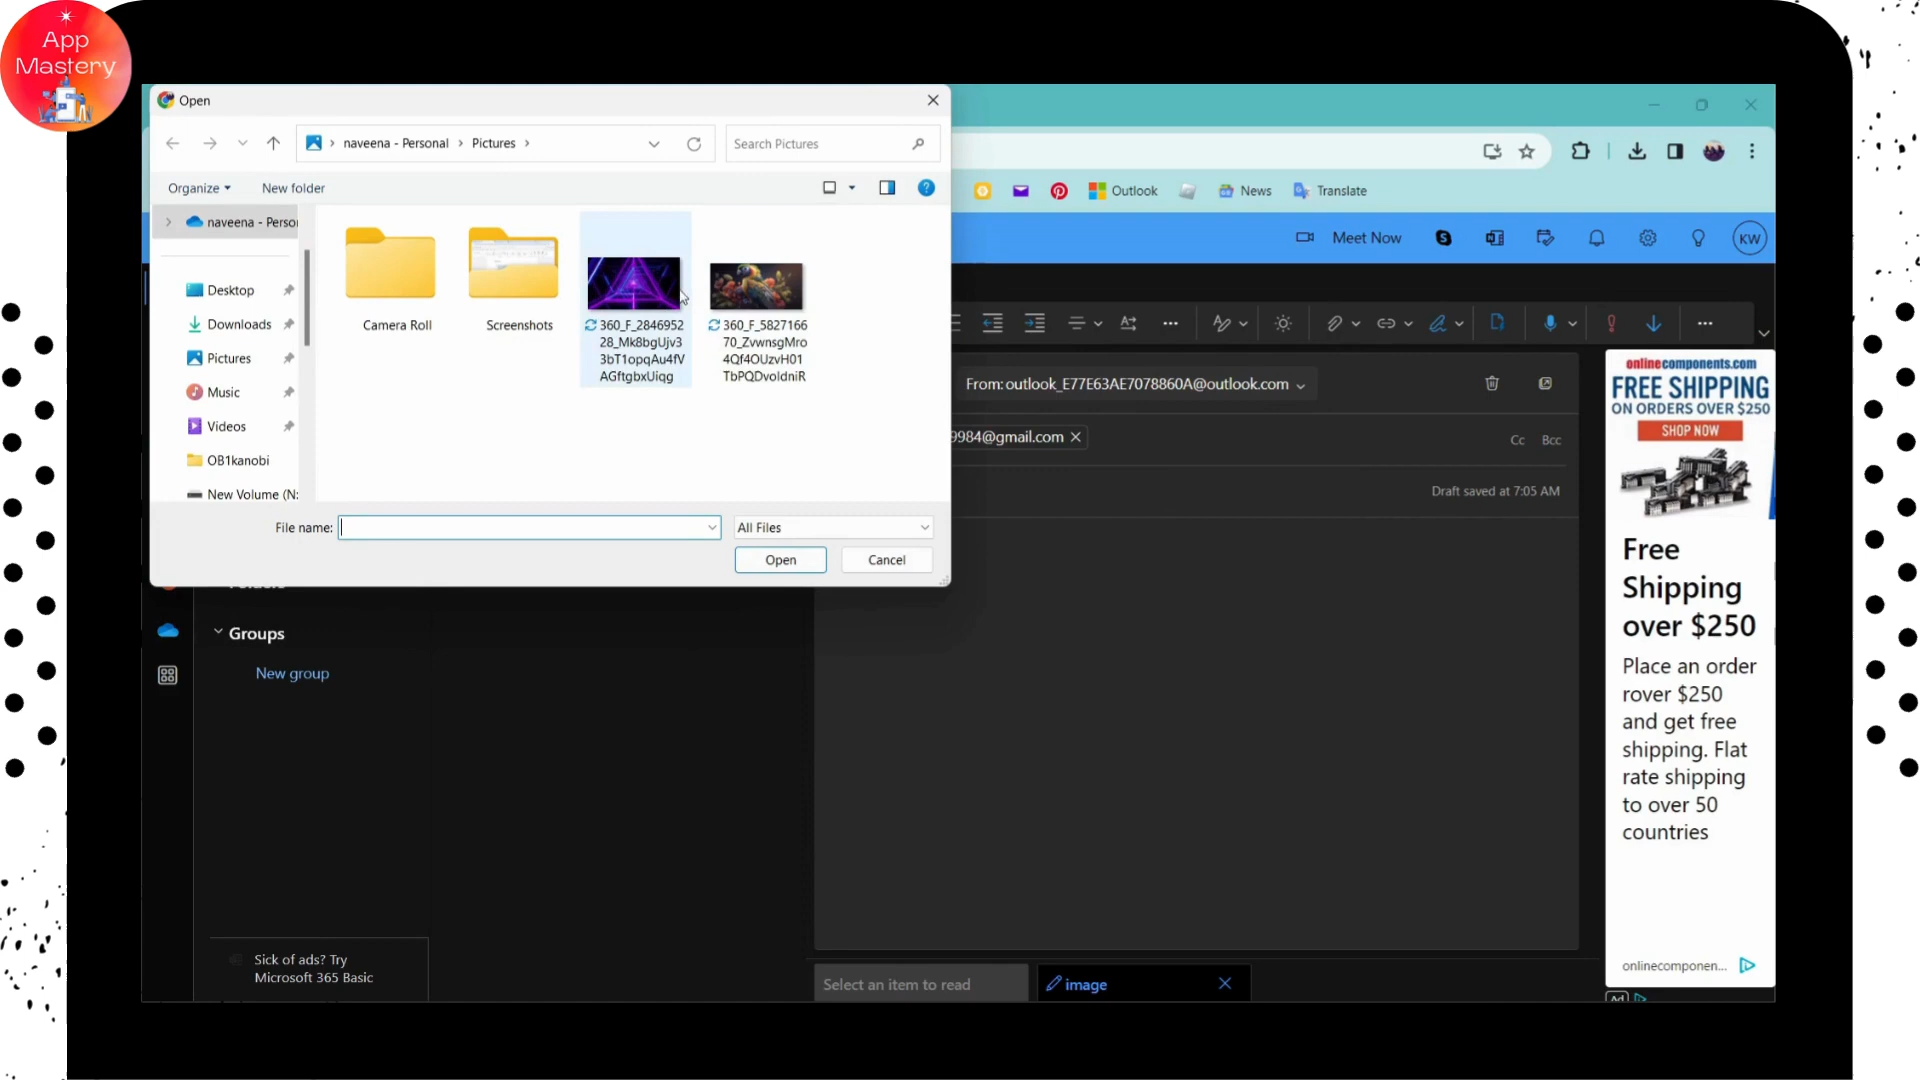 App
Mastery
Open
naveena - Personal
Pictures
Search Pictures
Organize
New folder
naveena - Perso
Desktop
Downloads
Pictures
Music
Videos
OB1kanobi
New Volume (N:
Camera Roll
Screenshots
360_F_2846952
28_Mk8bgUjv3
3bT1opqAu4fV
AGftgbxUiqg
360_F_5827166
70_ZvwnsgMro
4Qf4OUzvH01
TbPQDvoIdniR
File name:
All Files
Open
Cancel
Outlook
News
Translate
Meet Now
KW
From: outlook_E77E63AE7078860A@outlook.com
9984@gmail.com
Cc
Bcc
Draft saved at 7:05 AM
Groups
New group
Sick of ads? Try
Microsoft 365 Basic
Select an item to read
image
onlinecomponents.com
FREE SHIPPING
ON ORDERS OVER $250
SHOP NOW
Free
Shipping
over $250
Place an order
rover $250
and get free
shipping. Flat
rate shipping
to over 50
countries
onlinecomponen...
Ad